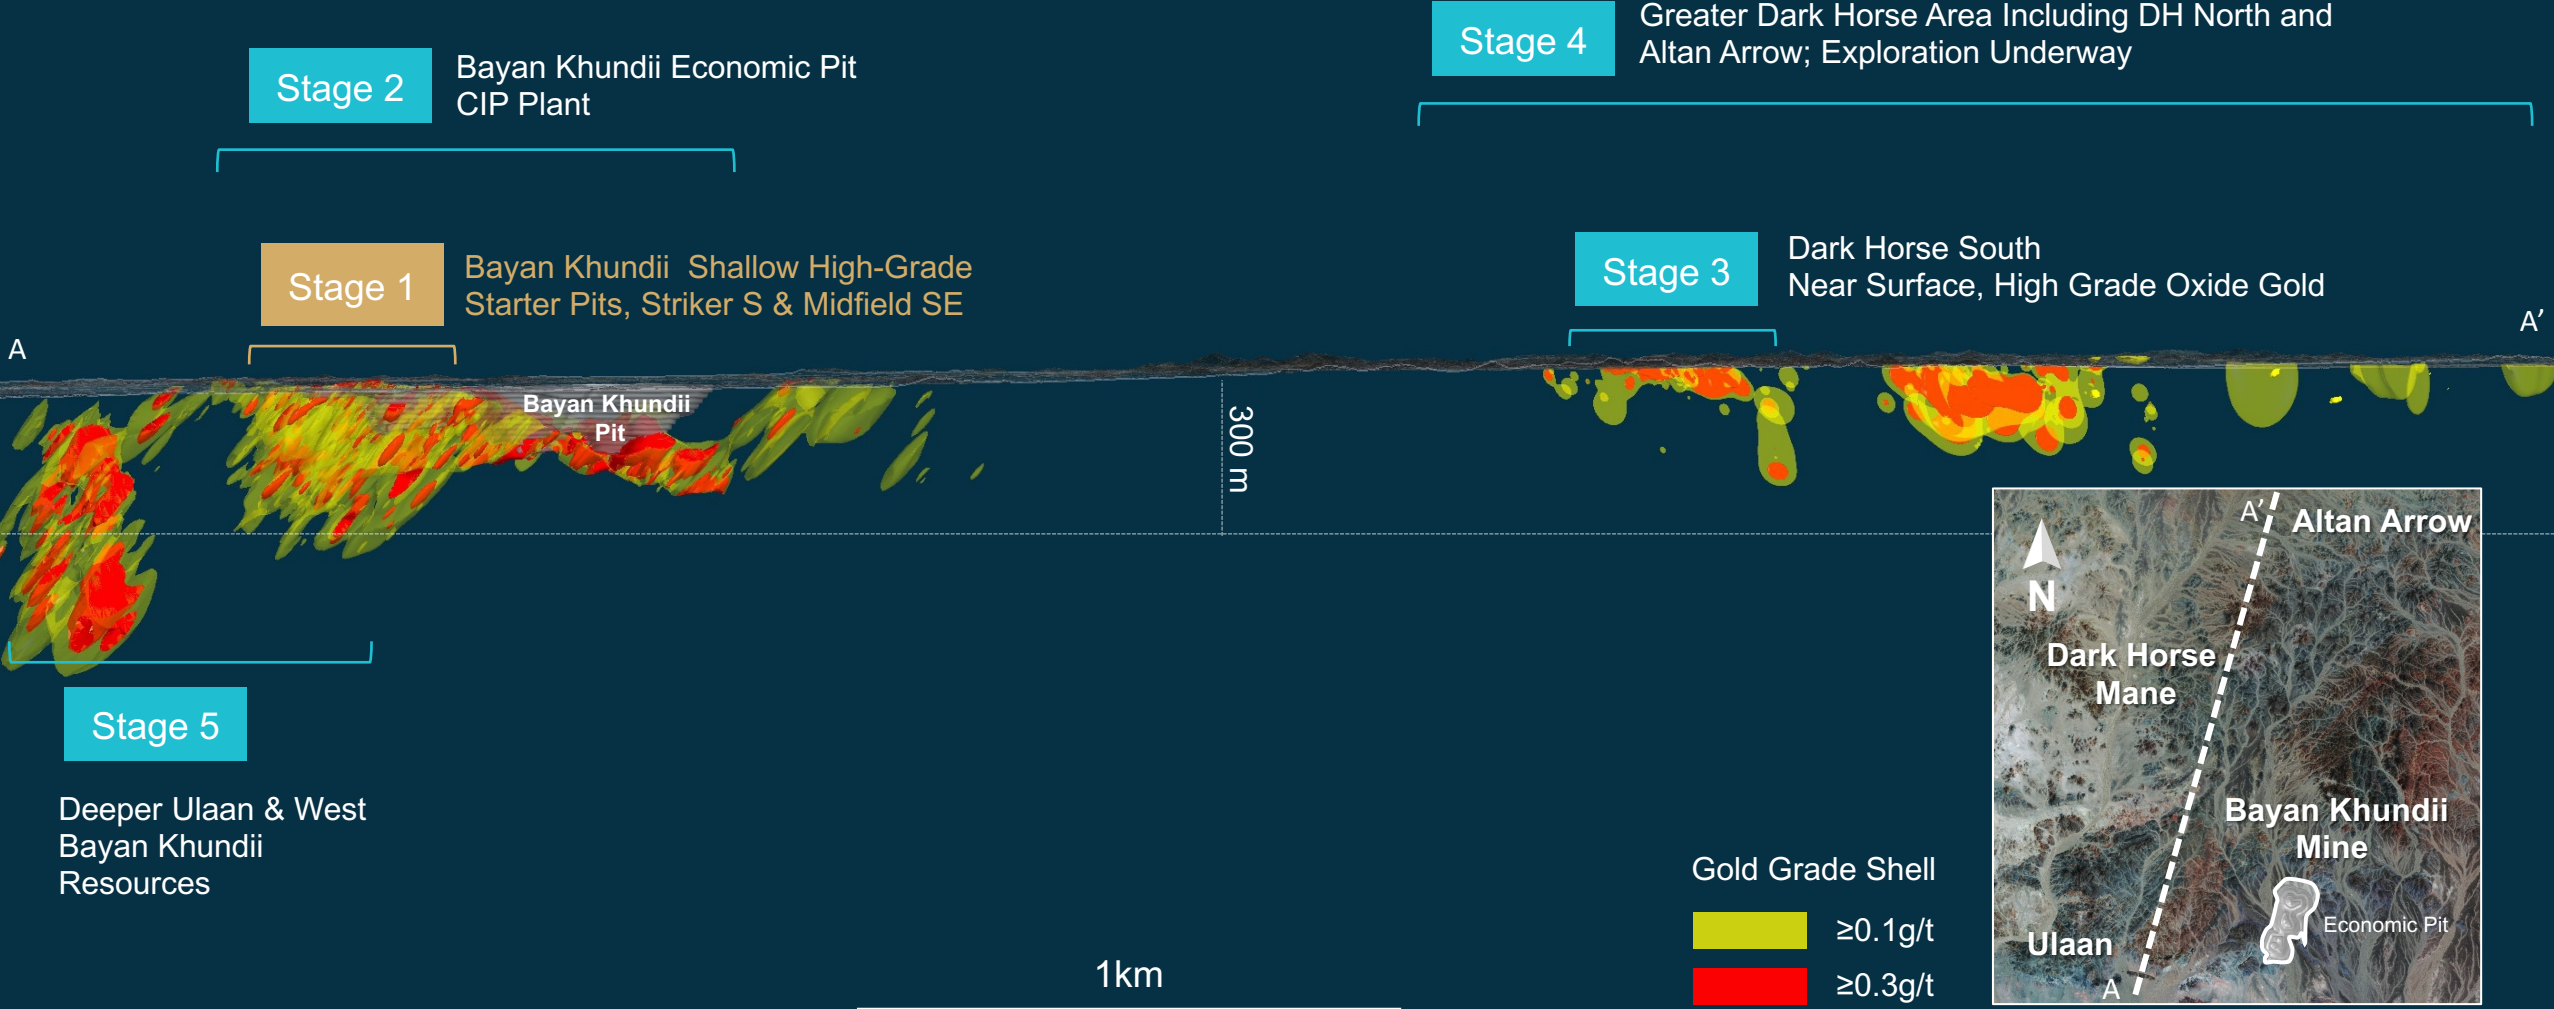 Stage 4
Greater Dark Horse Area Including DH North and
Altan Arrow; Exploration Underway
Stage 2
Bayan Khundii Economic Pit
CIP Plant
Stage 1
Bayan Khundii Shallow High-Grade
Starter Pits, Striker S & Midfield SE
Stage 3
Dark Horse South
Near Surface, High Grade Oxide Gold
A
A’
Bayan Khundii
Pit
300 m
Stage 5
Deeper Ulaan & West
Bayan Khundii
Resources
1km
Gold Grade Shell
≥0.1g/t
≥0.3g/t
A’
Altan Arrow
N
Dark Horse
Mane
Bayan Khundii
Mine
Economic Pit
Ulaan
A